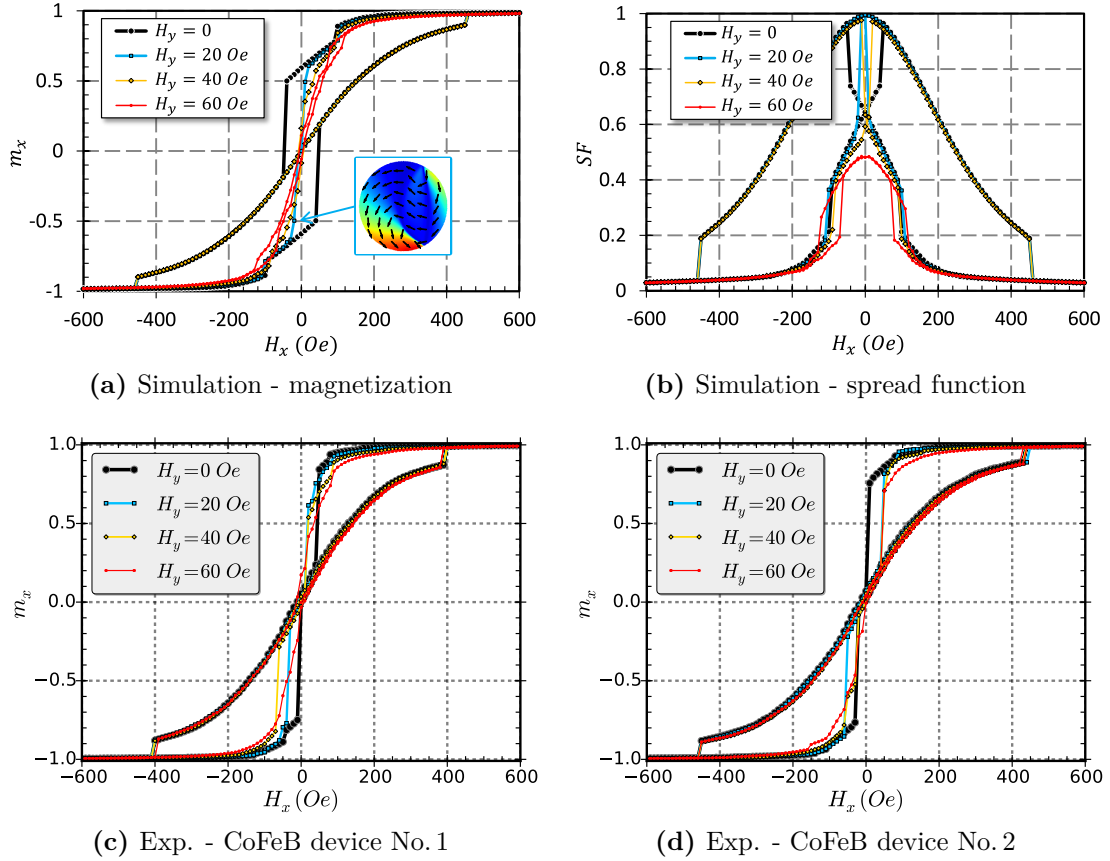 H_y = 0
H_y = 20 Oe
H_y = 40 Oe
H_y = 60 Oe
m_x
1
0.5
0
-0.5
-1
-600 -400 -200 0 200 400 600
H_x (Oe)
(a) Simulation - magnetization
H_y = 0
H_y = 20 Oe
H_y = 40 Oe
H_y = 60 Oe
SF
1
0.8
0.6
0.4
0.2
0
-600 -400 -200 0 200 400 600
H_x (Oe)
(b) Simulation - spread function
H_y=0 Oe
H_y=20 Oe
H_y=40 Oe
H_y=60 Oe
m_x
1.0
0.5
0.0
−0.5
−1.0
−600 −400 −200 0 200 400 600
H_x (Oe)
(c) Exp. - CoFeB device No. 1
H_y=0 Oe
H_y=20 Oe
H_y=40 Oe
H_y=60 Oe
m_x
1.0
0.5
0.0
−0.5
−1.0
−600 −400 −200 0 200 400 600
H_x (Oe)
(d) Exp. - CoFeB device No. 2